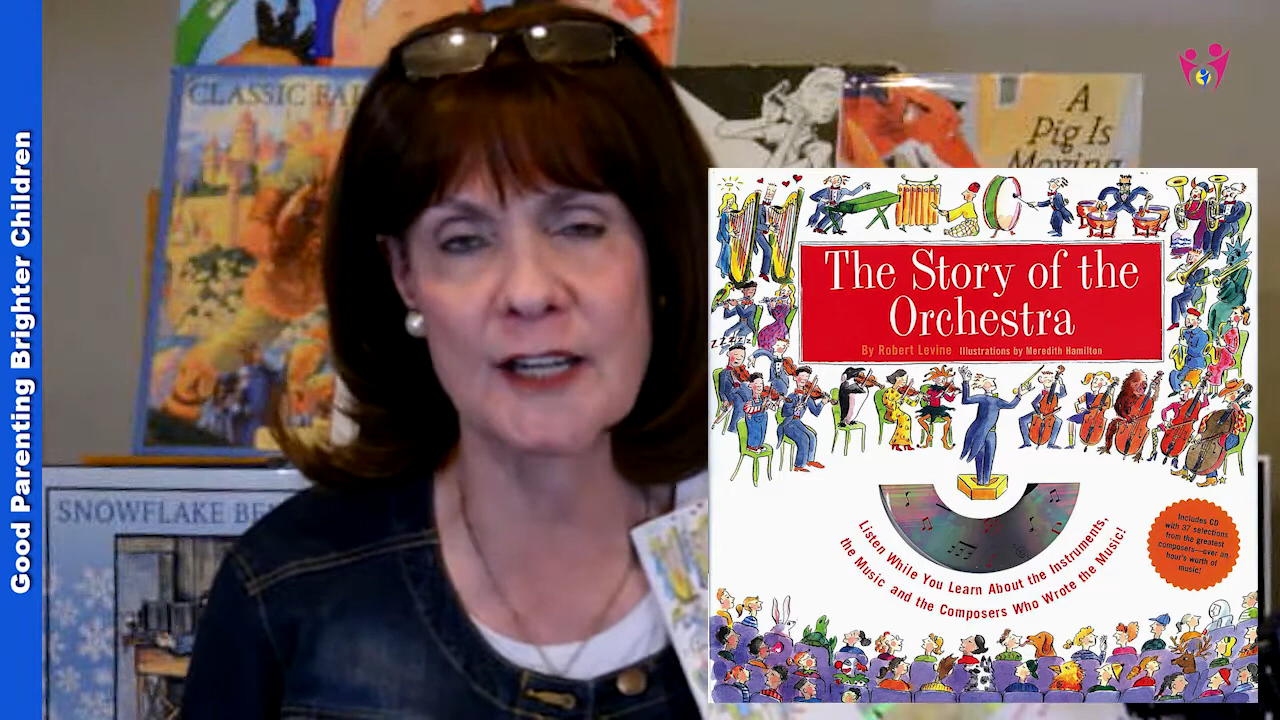 Good Parenting Brighter Children
CLASSIC FAI
A
Pig Is
Moving
SNOWFLAKE BE
The Story of the
Orchestra
By Robert Levine Illustrations by Meredith Hamilton
zzzzzz
Listen While You Learn About the Instruments,
the Music and the Composers Who Wrote the Music!
Includes CD
with 37 selections
from the greatest
composers—over an
hour's worth of
music!